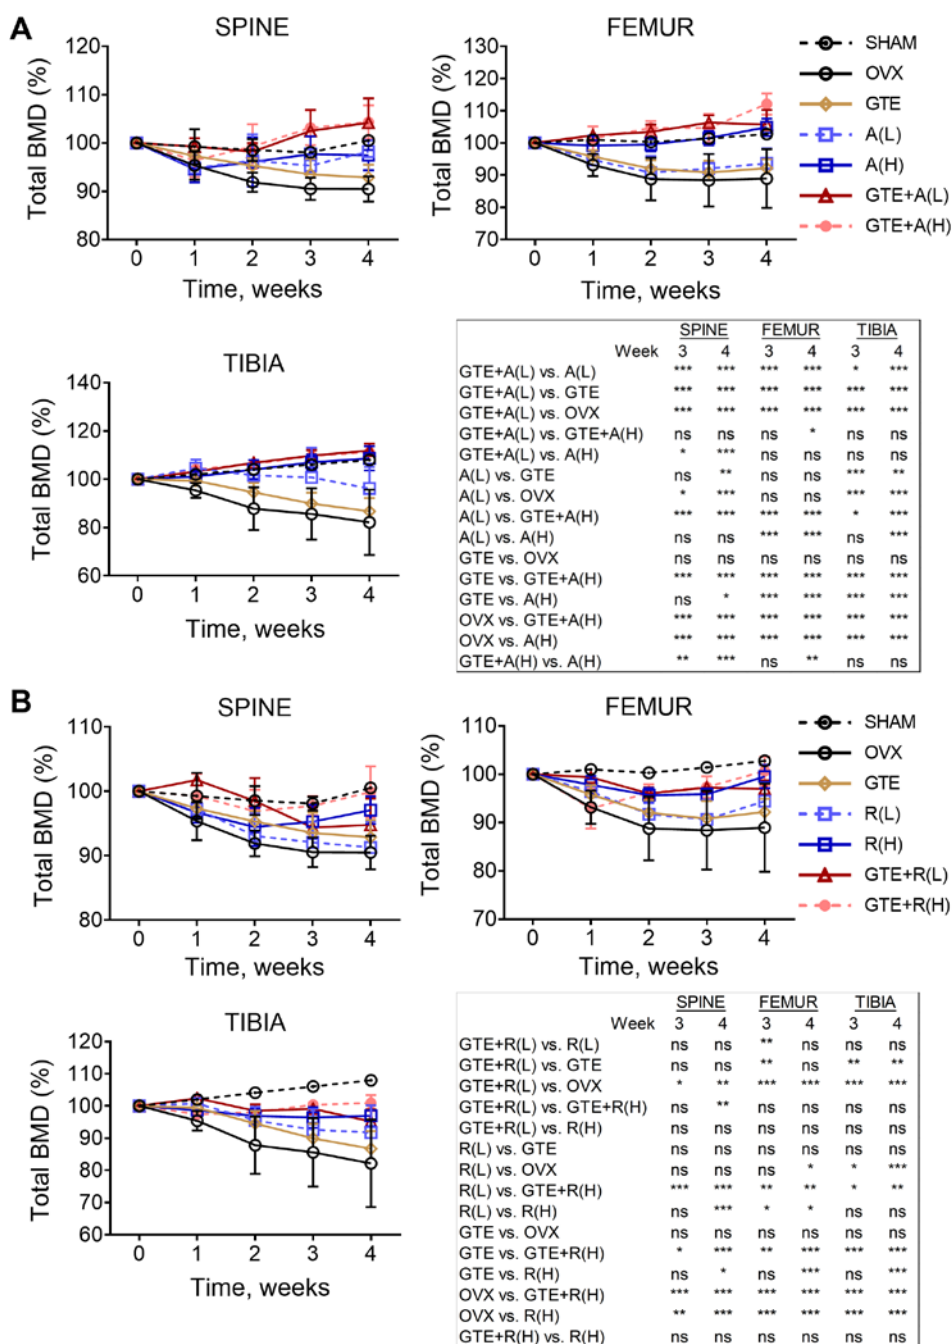 A
SPINE
Total BMD (%)
120
110
100
90
80
0 1 2 3 4
Time, weeks
FEMUR
Total BMD (%)
130
120
110
100
90
80
70
0 1 2 3 4
Time, weeks
SHAM
OVX
GTE
A(L)
A(H)
GTE+A(L)
GTE+A(H)
TIBIA
Total BMD (%)
140
120
100
80
60
0 1 2 3 4
Time, weeks
SPINE FEMUR TIBIA
Week 3 4 3 4 3 4
GTE+A(L) vs. A(L) *** *** *** *** * ***
GTE+A(L) vs. GTE *** *** *** *** *** ***
GTE+A(L) vs. OVX *** *** *** *** *** ***
GTE+A(L) vs. GTE+A(H) ns ns ns * ns ns
GTE+A(L) vs. A(H) * *** ns ns ns ns
A(L) vs. GTE ns ** ns ns *** **
A(L) vs. OVX * *** ns ns *** ***
A(L) vs. GTE+A(H) *** *** *** *** * ***
A(L) vs. A(H) ns ns *** *** ns ***
GTE vs. OVX ns ns ns ns ns ns
GTE vs. GTE+A(H) *** *** *** *** *** ***
GTE vs. A(H) ns * *** *** *** ***
OVX vs. GTE+A(H) *** *** *** *** *** ***
OVX vs. A(H) *** *** *** *** *** ***
GTE+A(H) vs. A(H) ** *** ns ** ns ns
B
SPINE
Total BMD (%)
110
100
90
80
0 1 2 3 4
Time, weeks
FEMUR
Total BMD (%)
110
100
90
80
70
0 1 2 3 4
Time, weeks
SHAM
OVX
GTE
R(L)
R(H)
GTE+R(L)
GTE+R(H)
TIBIA
Total BMD (%)
120
110
100
90
80
70
60
0 1 2 3 4
Time, weeks
SPINE FEMUR TIBIA
Week 3 4 3 4 3 4
GTE+R(L) vs. R(L) ns ns ** ns ns ns
GTE+R(L) vs. GTE ns ns ** ns ** **
GTE+R(L) vs. OVX * ** *** *** *** ***
GTE+R(L) vs. GTE+R(H) ns ** ns ns ns ns
GTE+R(L) vs. R(H) ns ns ns ns ns ns
R(L) vs. GTE ns ns ns ns ns ns
R(L) vs. OVX ns ns ns * * ***
R(L) vs. GTE+R(H) *** *** ** ** * **
R(L) vs. R(H) ns *** * * ns ns
GTE vs. OVX ns ns ns ns ns ns
GTE vs. GTE+R(H) * *** ** *** *** ***
GTE vs. R(H) ns * ns *** ns ***
OVX vs. GTE+R(H) *** *** *** *** *** ***
OVX vs. R(H) ** *** *** *** *** ***
GTE+R(H) vs. R(H) ns ns ns ns ns ns